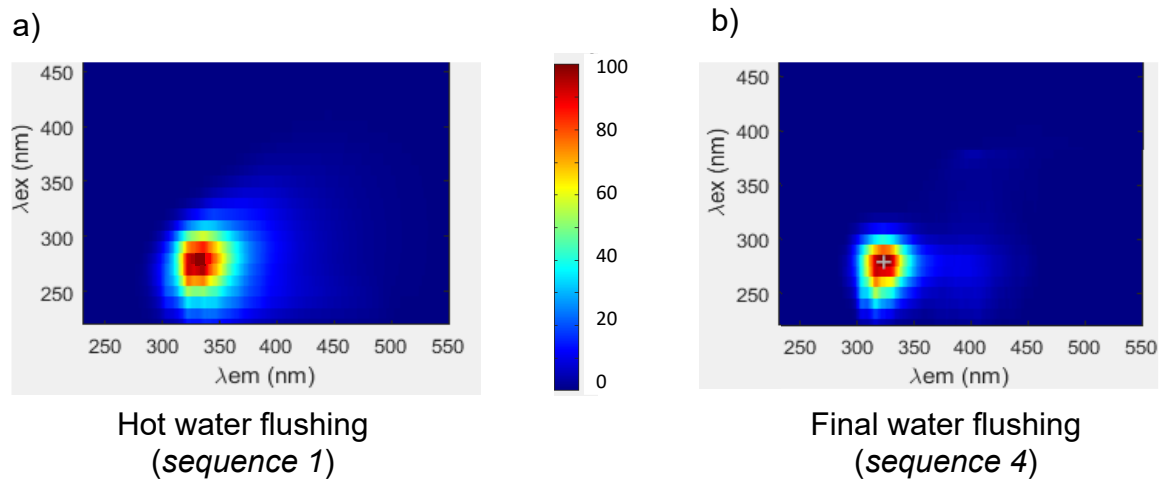 a)
450
400
350
300
250
λex (nm)
250 300 350 400 450 500 550
λem (nm)
Hot water flushing
(sequence 1)
100
80
60
40
20
0
b)
450
400
350
300
250
λex (nm)
250 300 350 400 450 500 550
λem (nm)
Final water flushing
(sequence 4)